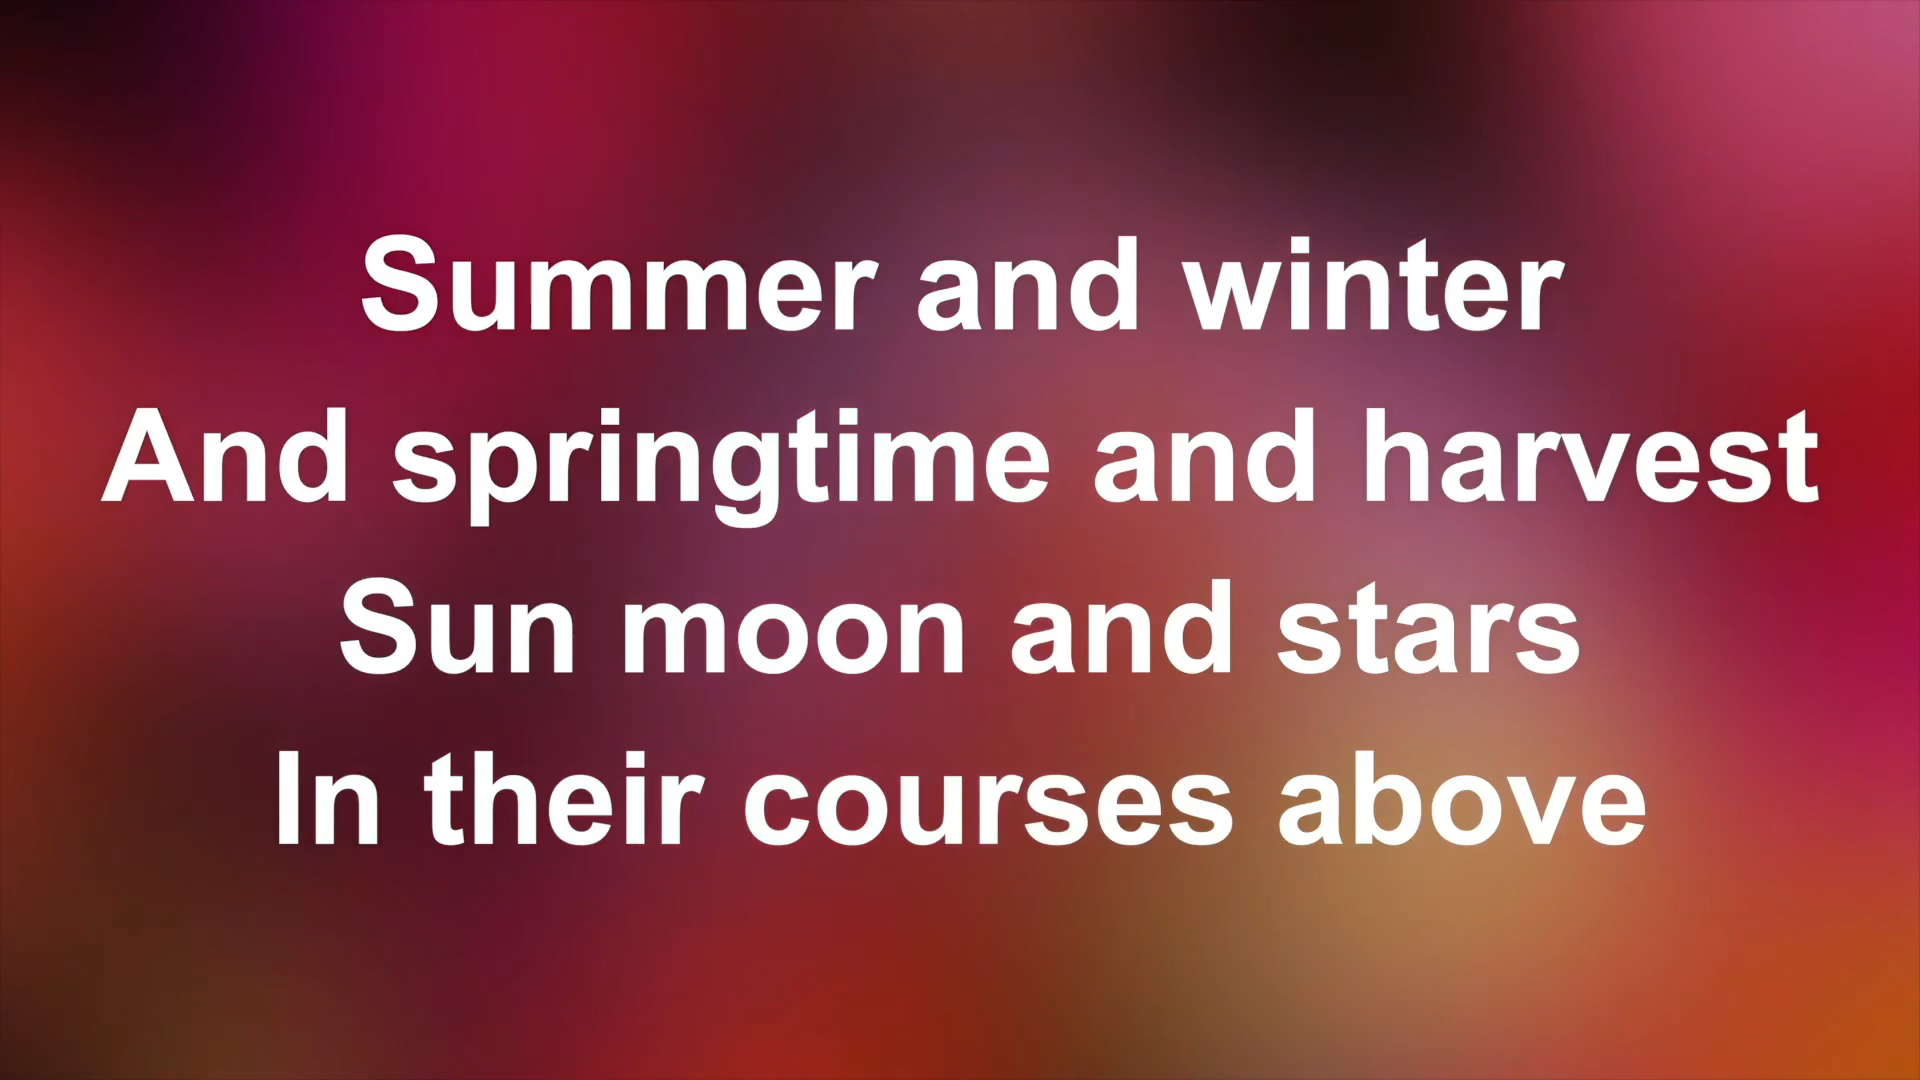 Summer and winter
And springtime and harvest
Sun moon and stars
In their courses above